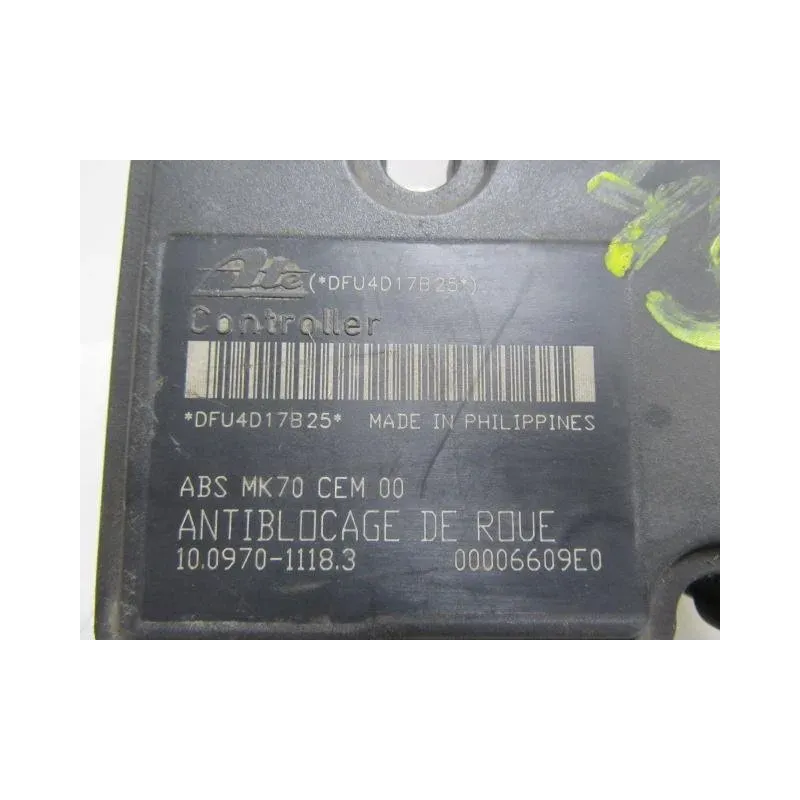 Ate (*DFU4D17B25*)
Controller
*DFU4D17B25* MADE IN PHILIPPINES
ABS MK70 CEM 00
ANTIBLOCAGE DE ROUE
10.0970-1118.3 00006609E0